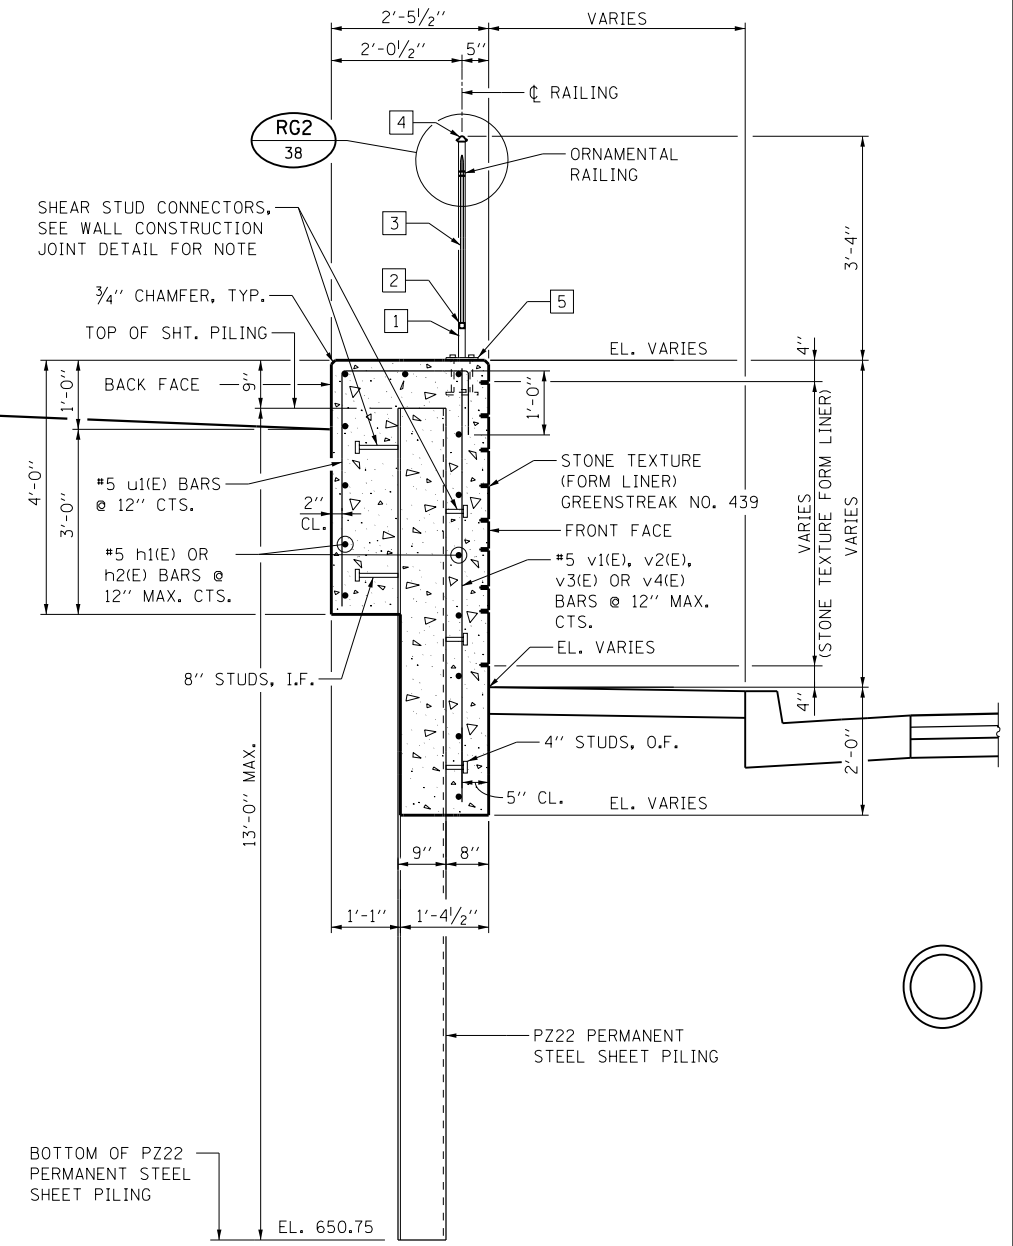 2'-5½''
VARIES
2'-0½''
5''
℄ RAILING
RG2
38
4
ORNAMENTAL
RAILING
SHEAR STUD CONNECTORS,
SEE WALL CONSTRUCTION
JOINT DETAIL FOR NOTE
3
3'-4''
2
¾'' CHAMFER, TYP.
5
1
TOP OF SHT. PILING
EL. VARIES
4''
BACK FACE
9''
1'-0''
1'-0''
4'-0''
3'-0''
#5 u1(E) BARS
@ 12'' CTS.
2''
CL.
STONE TEXTURE
(FORM LINER)
GREENSTREAK NO. 439
FRONT FACE
VARIES
(STONE TEXTURE FORM LINER)
VARIES
#5 h1(E) OR
h2(E) BARS @
12'' MAX. CTS.
#5 v1(E), v2(E),
v3(E) OR v4(E)
BARS @ 12'' MAX.
CTS.
EL. VARIES
8'' STUDS, I.F.
4''
4'' STUDS, O.F.
2'-0''
13'-0'' MAX.
5'' CL.
EL. VARIES
9''
8''
1'-1''
1'-4½''
PZ22 PERMANENT
STEEL SHEET PILING
BOTTOM OF PZ22
PERMANENT STEEL
SHEET PILING
EL. 650.75